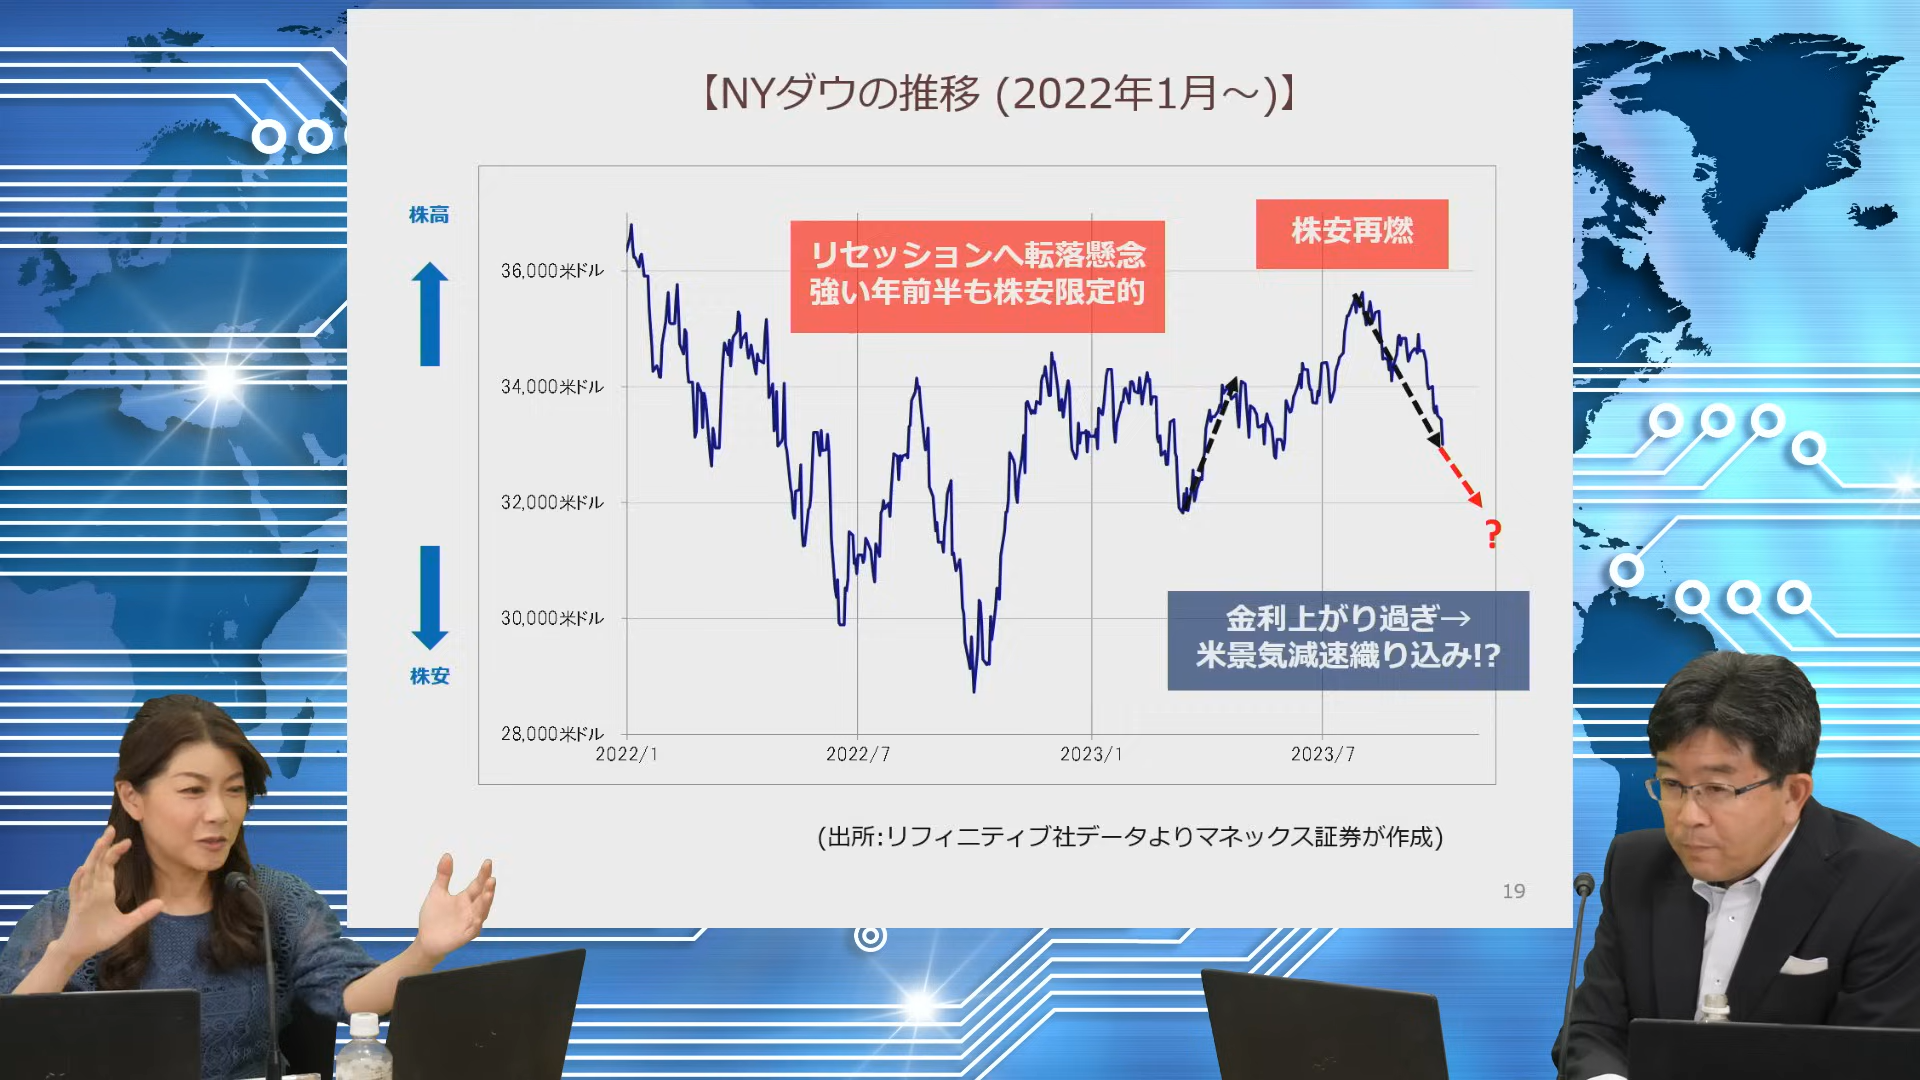 【NYダウの推移 (2022年1月～)】
株高
株安
36,000米ドル
34,000米ドル
32,000米ドル
30,000米ドル
28,000米ドル
2022/1
2022/7
2023/1
2023/7
リセッションへ転落懸念
強い年前半も株安限定的
株安再燃
?
金利上がり過ぎ→
米景気減速織り込み!?
(出所:リフィニティブ社データよりマネックス証券が作成)
19